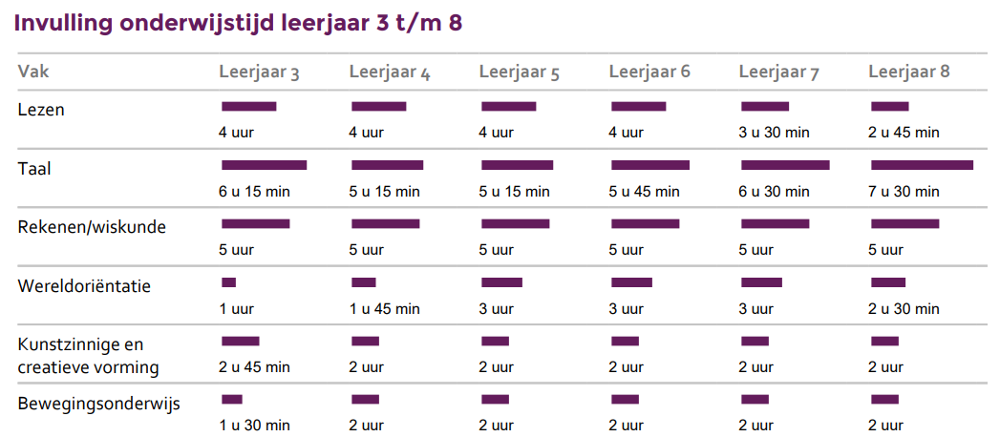 Invulling onderwijstijd leerjaar 3 t/m 8
Vak Leerjaar 3 Leerjaar 4 Leerjaar 5 Leerjaar 6 Leerjaar 7 Leerjaar 8
Lezen
4 uur 4 uur 4 uur 4 uur 3 u 30 min 2 u 45 min
Taal
6 u 15 min 5 u 15 min 5 u 15 min 5 u 45 min 6 u 30 min 7 u 30 min
Rekenen/wiskunde
5 uur 5 uur 5 uur 5 uur 5 uur 5 uur
Wereldoriëntatie
1 uur 1 u 45 min 3 uur 3 uur 3 uur 2 u 30 min
Kunstzinnige en
creatieve vorming
2 u 45 min 2 uur 2 uur 2 uur 2 uur 2 uur
Bewegingsonderwijs
1 u 30 min 2 uur 2 uur 2 uur 2 uur 2 uur